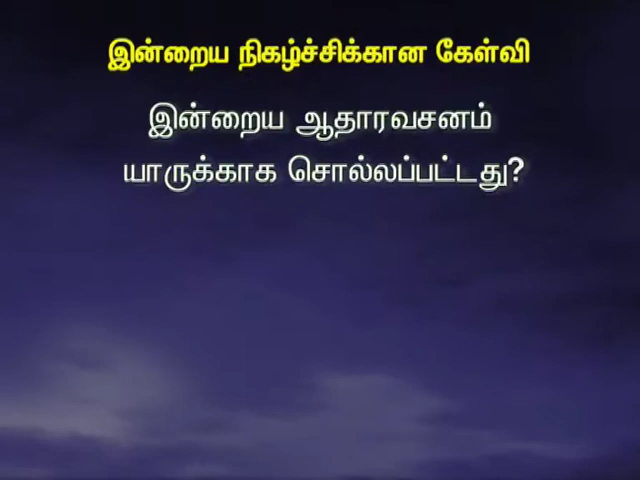 இன்றைய நிகழ்ச்சிக்கான கேள்வி
இன்றைய ஆதாரவசனம்
யாருக்காக சொல்லப்பட்டது?